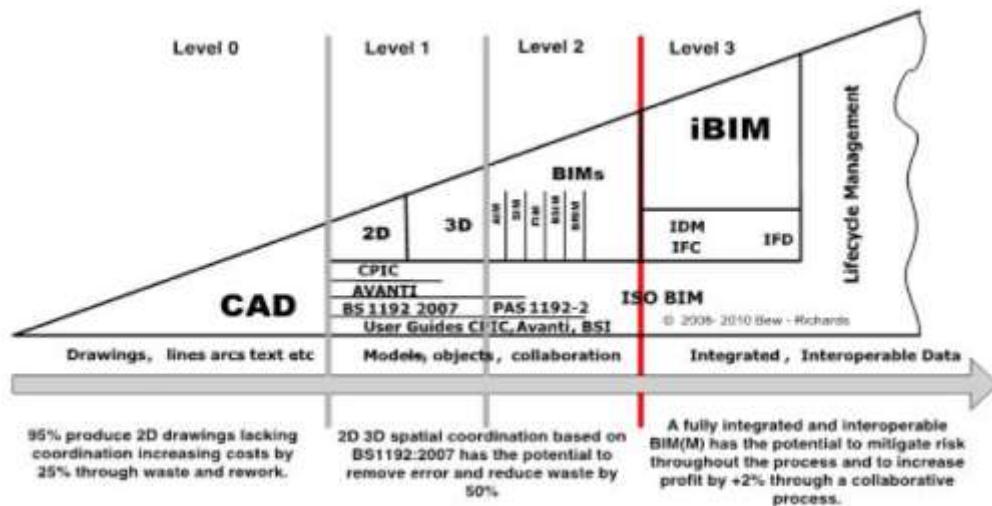 Level 0
Level 1
Level 2
Level 3
iBIM
BIMs
2D
3D
AIM
SIM
FIM
BSIM
BRIM
IDM
IFC
IFD
Lifecycle Management
CAD
CPIC
AVANTI
BS 1192 2007
PAS 1192-2
User Guides CPIC, Avanti, BSI
ISO BIM
© 2008- 2010 Bew - Richards
Drawings, lines arcs text etc
Models, objects, collaboration
Integrated, Interoperable Data
95% produce 2D drawings lacking
coordination increasing costs by
25% through waste and rework.
2D 3D spatial coordination based on
BS1192:2007 has the potential to
remove error and reduce waste by
50%
A fully integrated and interoperable
BIM(M) has the potential to mitigate risk
throughout the process and to increase
profit by +2% through a collaborative
process.